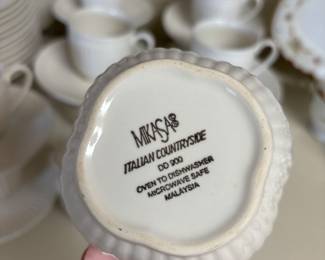 MIKASA
ITALIAN COUNTRYSIDE
DD 900
OVEN TO DISHWASHER
MICROWAVE SAFE
MALAYSIA